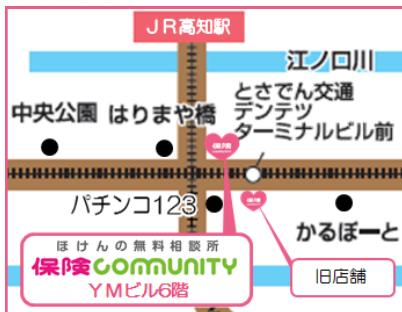 JR高知駅
江ノ口川
とさでん交通
デンテツ
ターミナルビル前
中央公園
はりまや橋
保険
パチンコ123
保険
かるぽーと
ほけんの無料相談所
保険COMMUNITY
YMビル6階
旧店舗